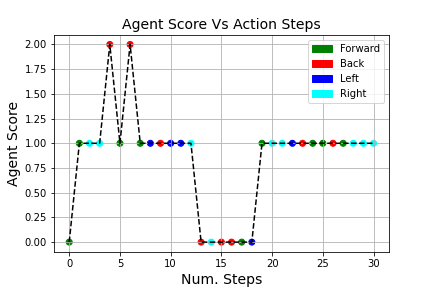 Agent Score Vs Action Steps
2.00
1.75
1.50
1.25
1.00
0.75
0.50
0.25
0.00
Agent Score
Forward
Back
Left
Right
0 5 10 15 20 25 30
Num. Steps